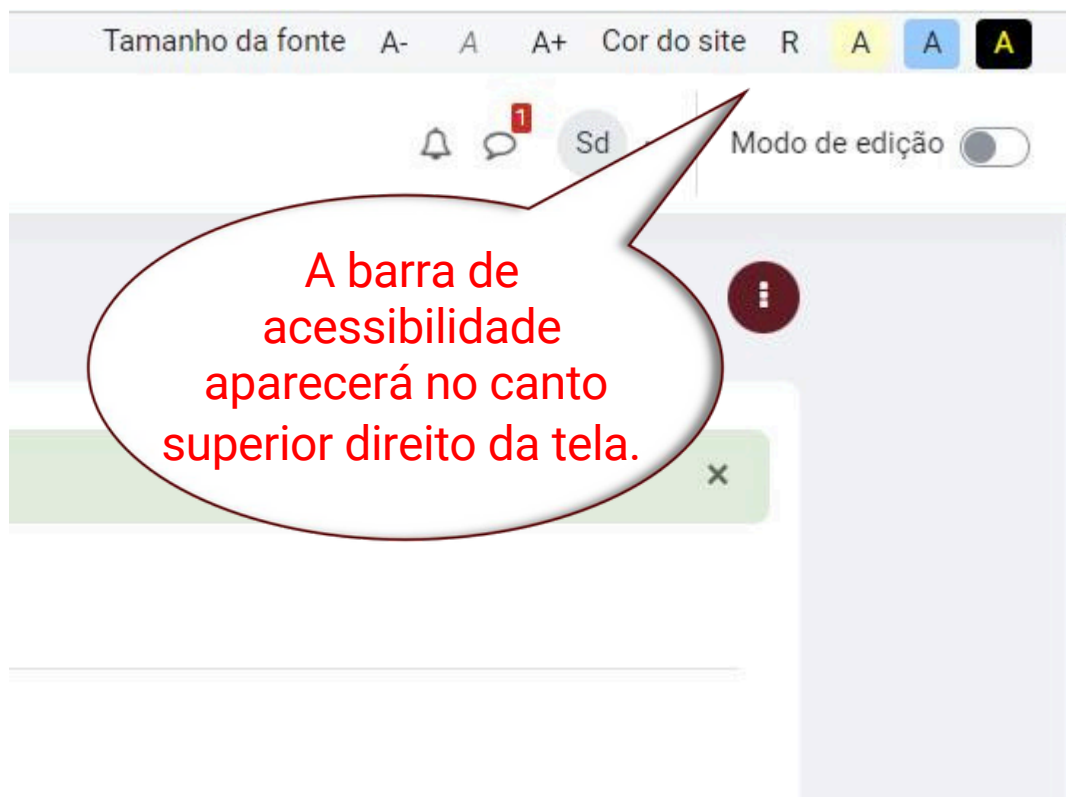 Tamanho da fonte A- A A+ Cor do site R A A A
1
Sd Modo de edição
A barra de
acessibilidade
aparecerá no canto
superior direito da tela.